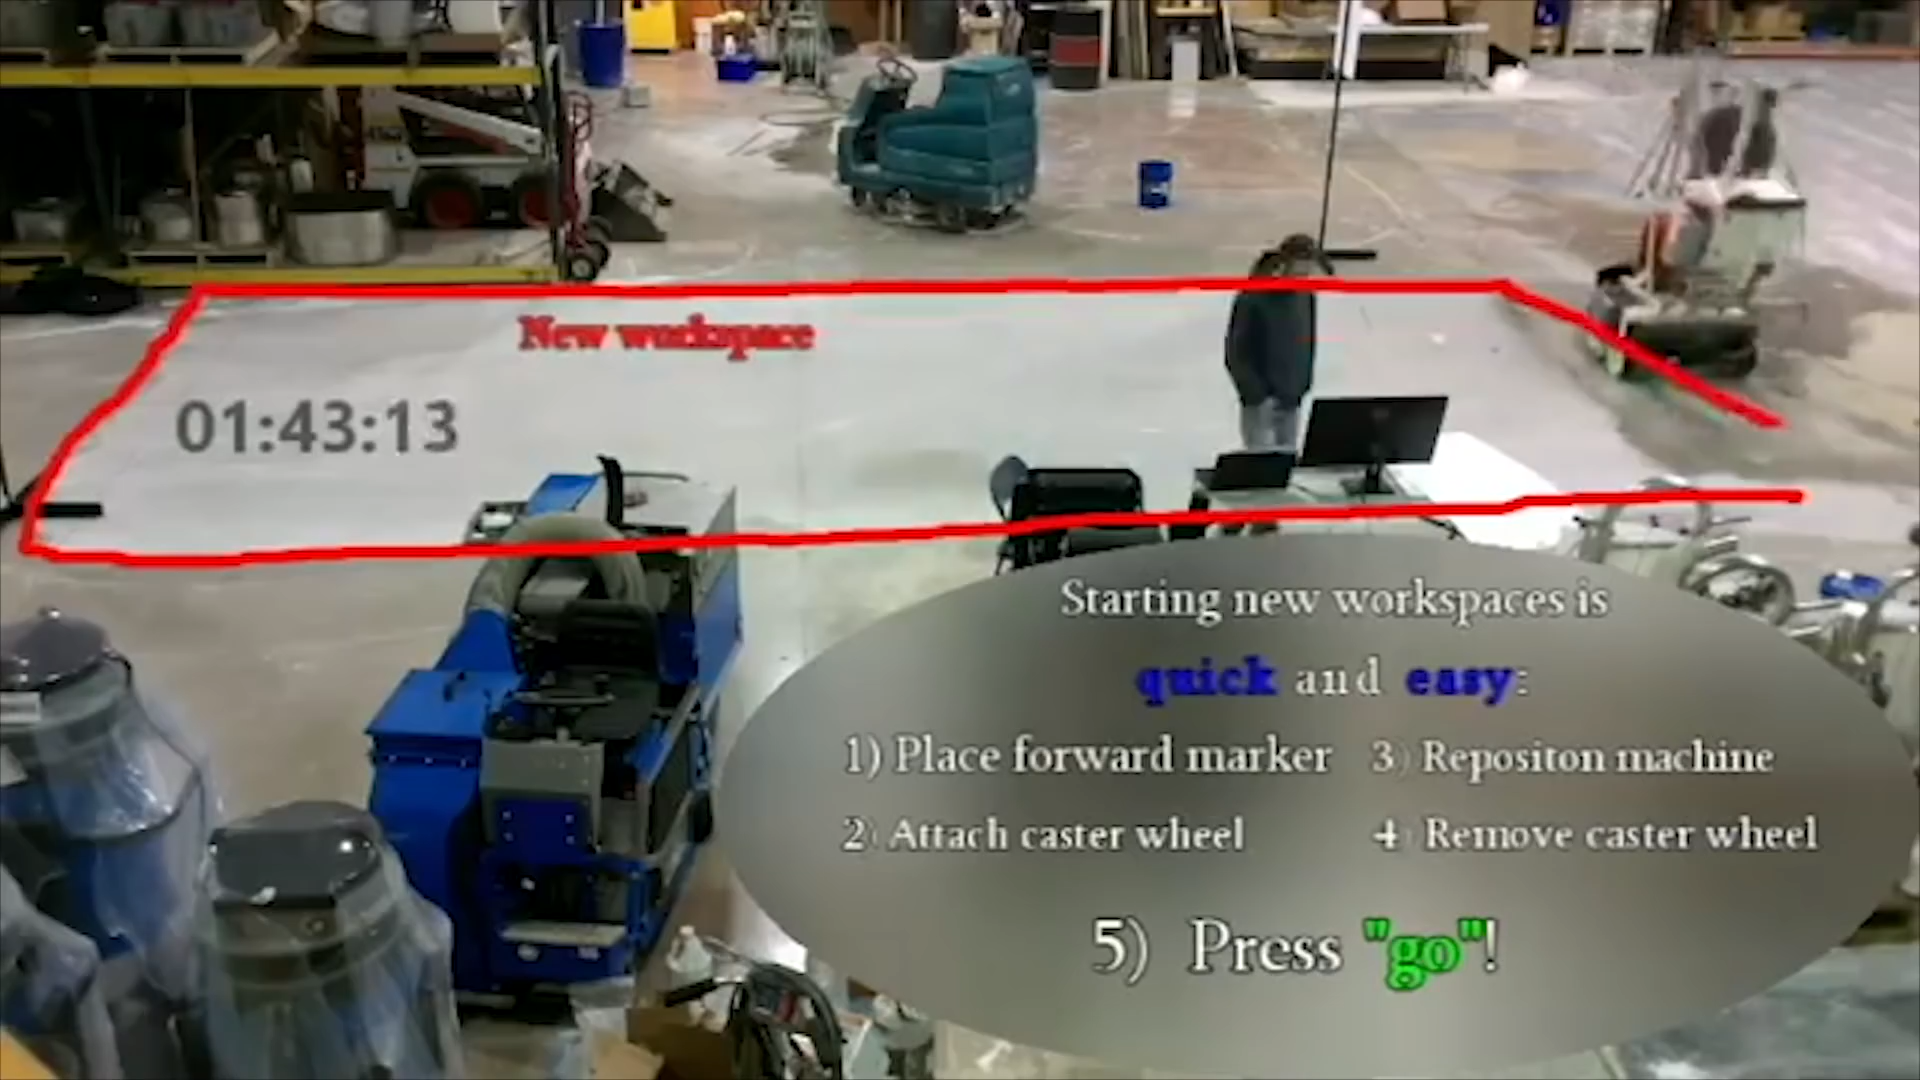 New workspace
01:43:13
Starting new workspaces is
quick and easy:
1) Place forward marker
3) Repositon machine
2) Attach caster wheel
4) Remove caster wheel
5) Press "go"!